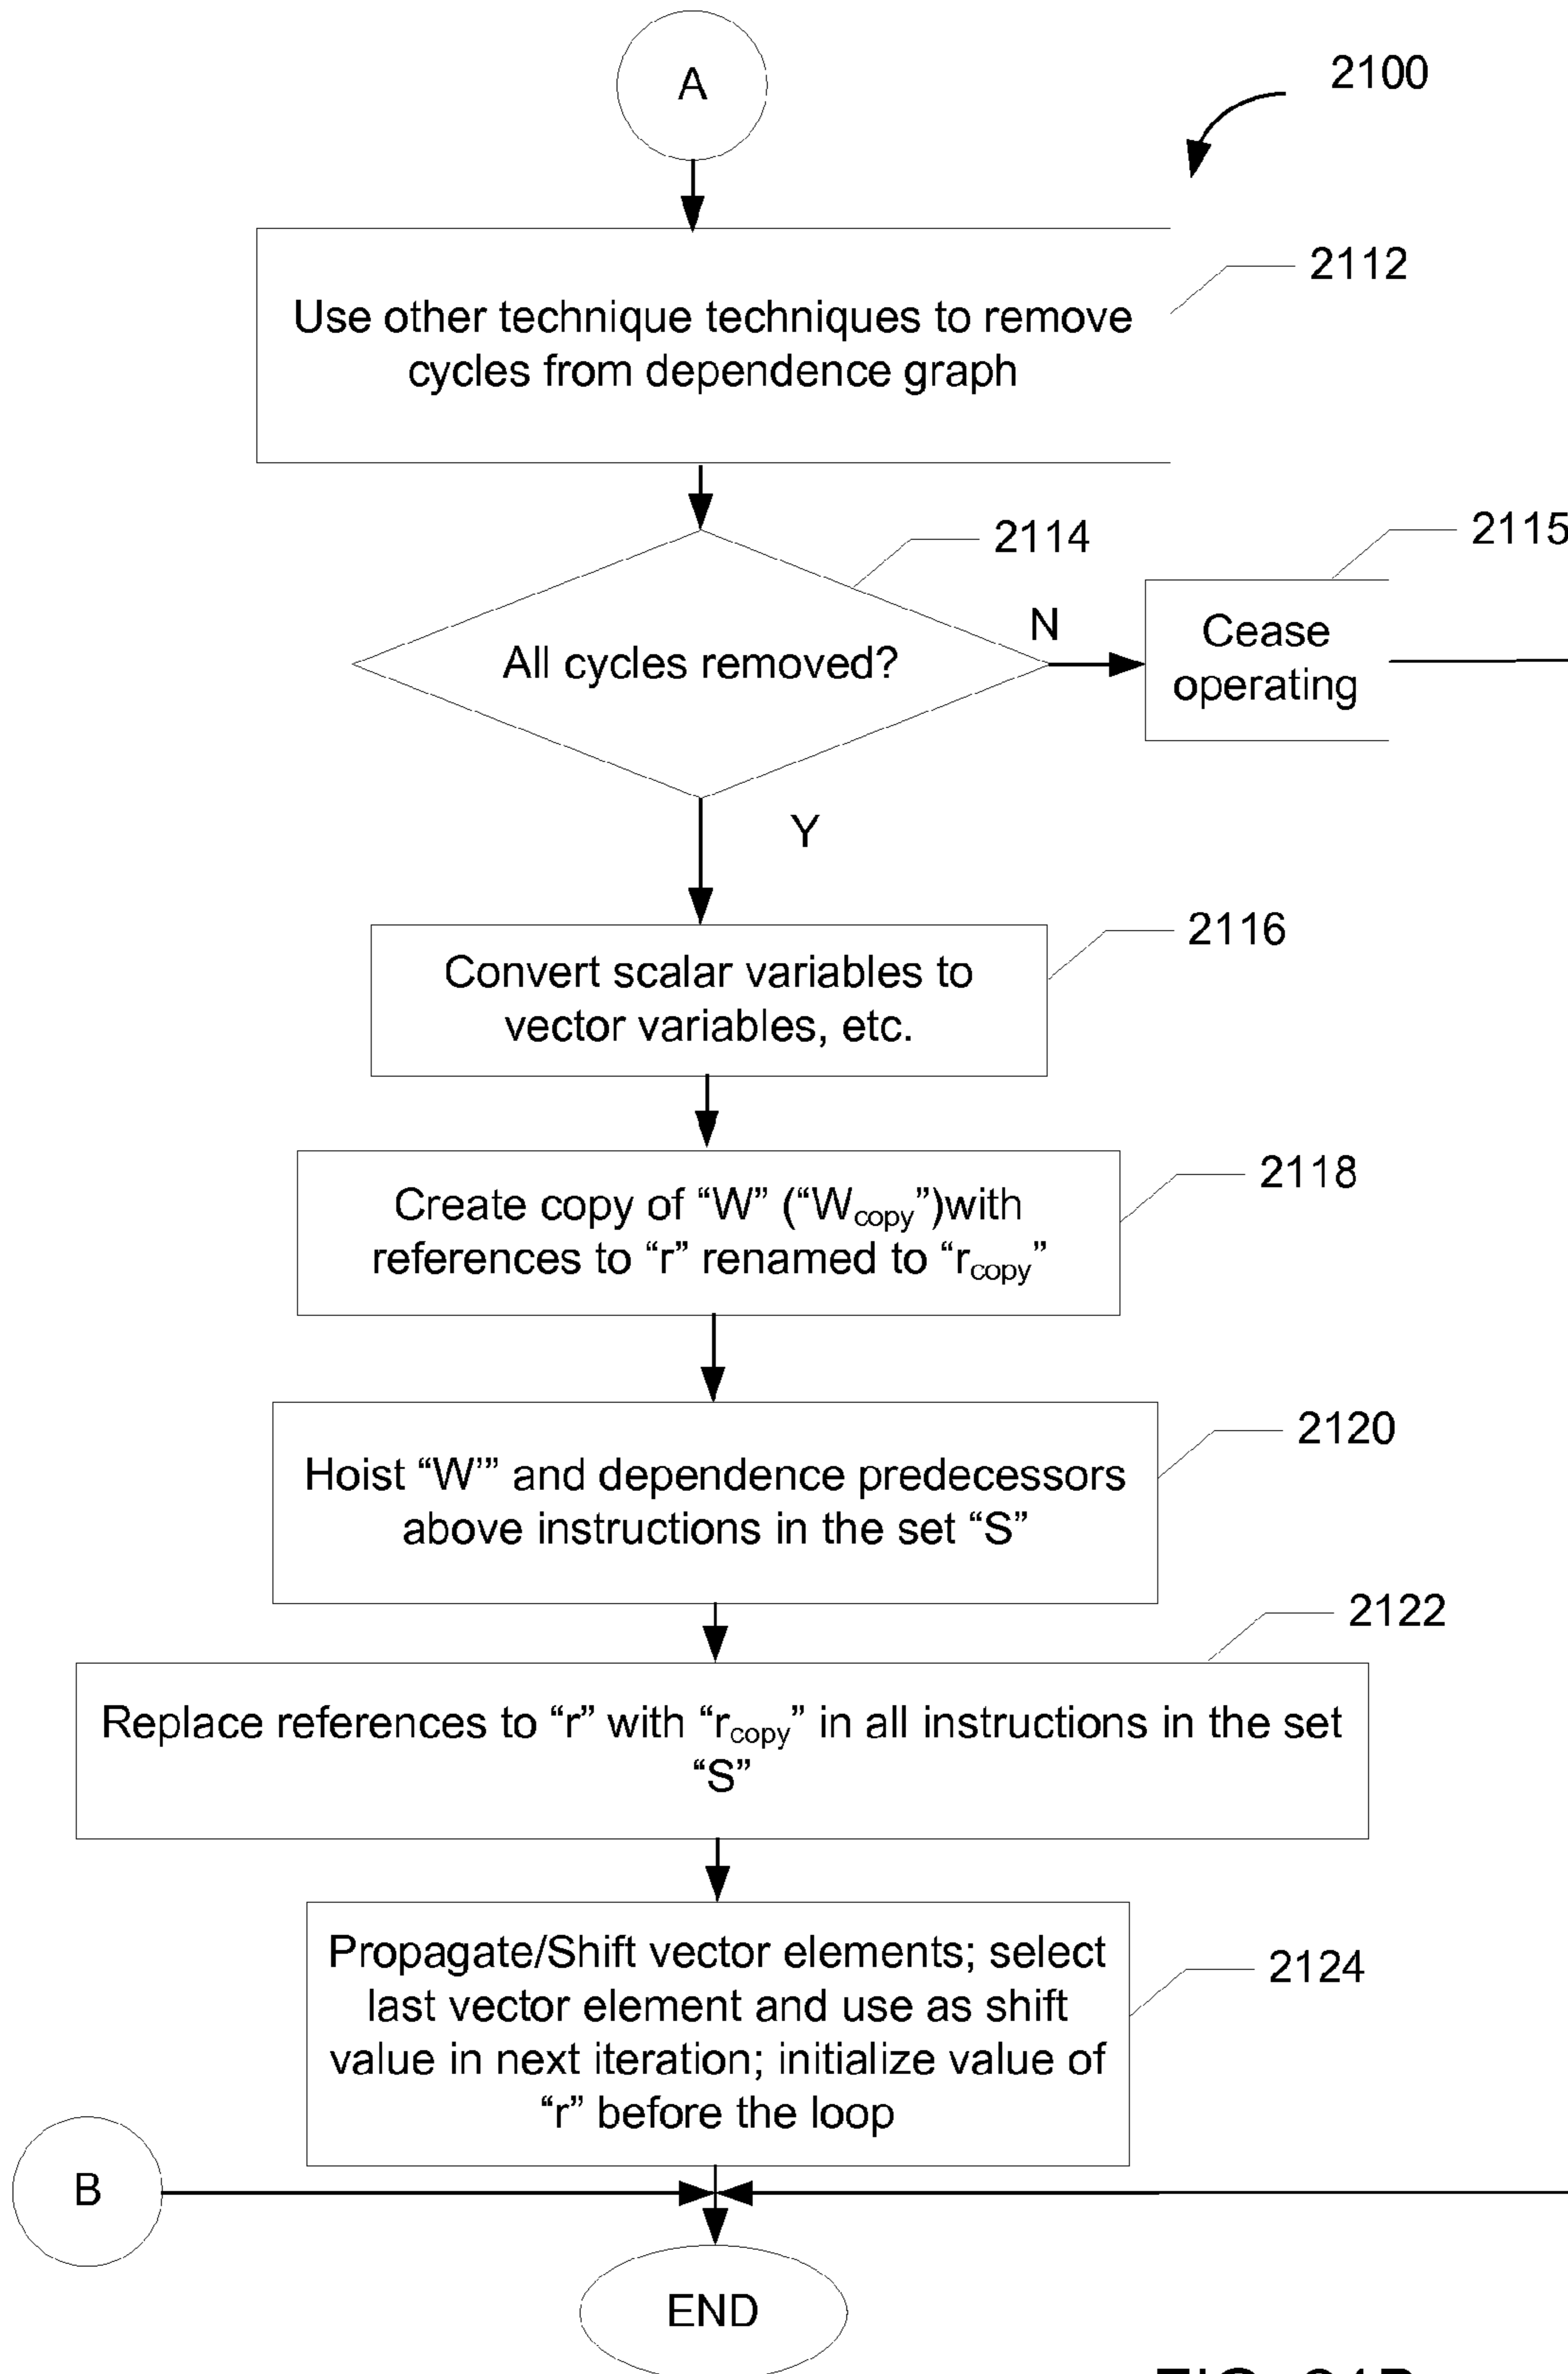 A
2100
2112
Use other technique techniques to remove
cycles from dependence graph
2114
2115
N
All cycles removed?
Cease
operating
Y
2116
Convert scalar variables to
vector variables, etc.
2118
Create copy of “W” (“Wcopy”)with
references to “r” renamed to “rcopy”
2120
Hoist “W'” and dependence predecessors
above instructions in the set “S”
2122
Replace references to “r” with “rcopy” in all instructions in the set
“S”
2124
Propagate/Shift vector elements; select
last vector element and use as shift
value in next iteration; initialize value of
“r” before the loop
B
END